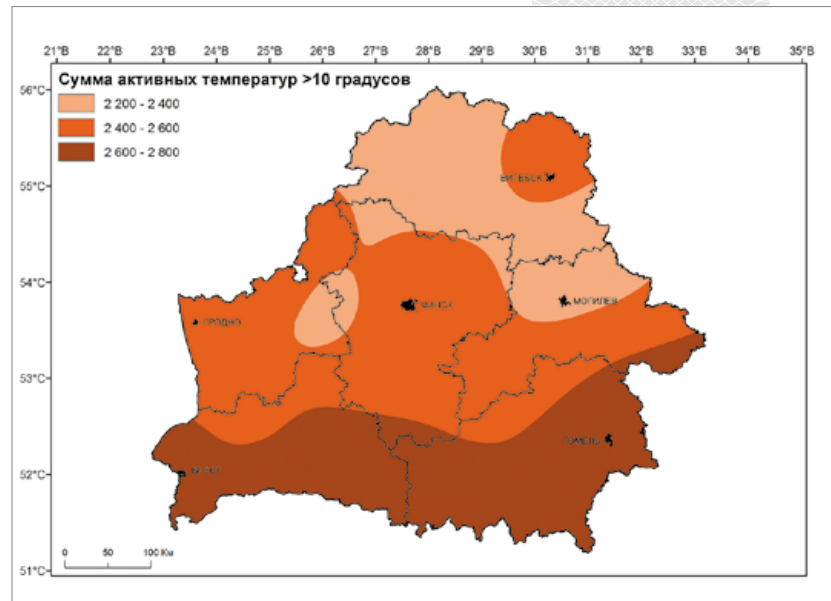 21°В 22°В 23°В 24°В 25°В 26°В 27°В 28°В 29°В 30°В 31°В 32°В 33°В 34°В 35°В
56°С
Сумма активных температур >10 градусов
2 200 - 2 400
2 400 - 2 600
2 600 - 2 800
55°С
ВИТЕБСК
54°С
МИНСК
МОГИЛЕВ
ГРОДНО
53°С
ГОМЕЛЬ
52°С
БРЕСТ
0 50 100 Км
51°С